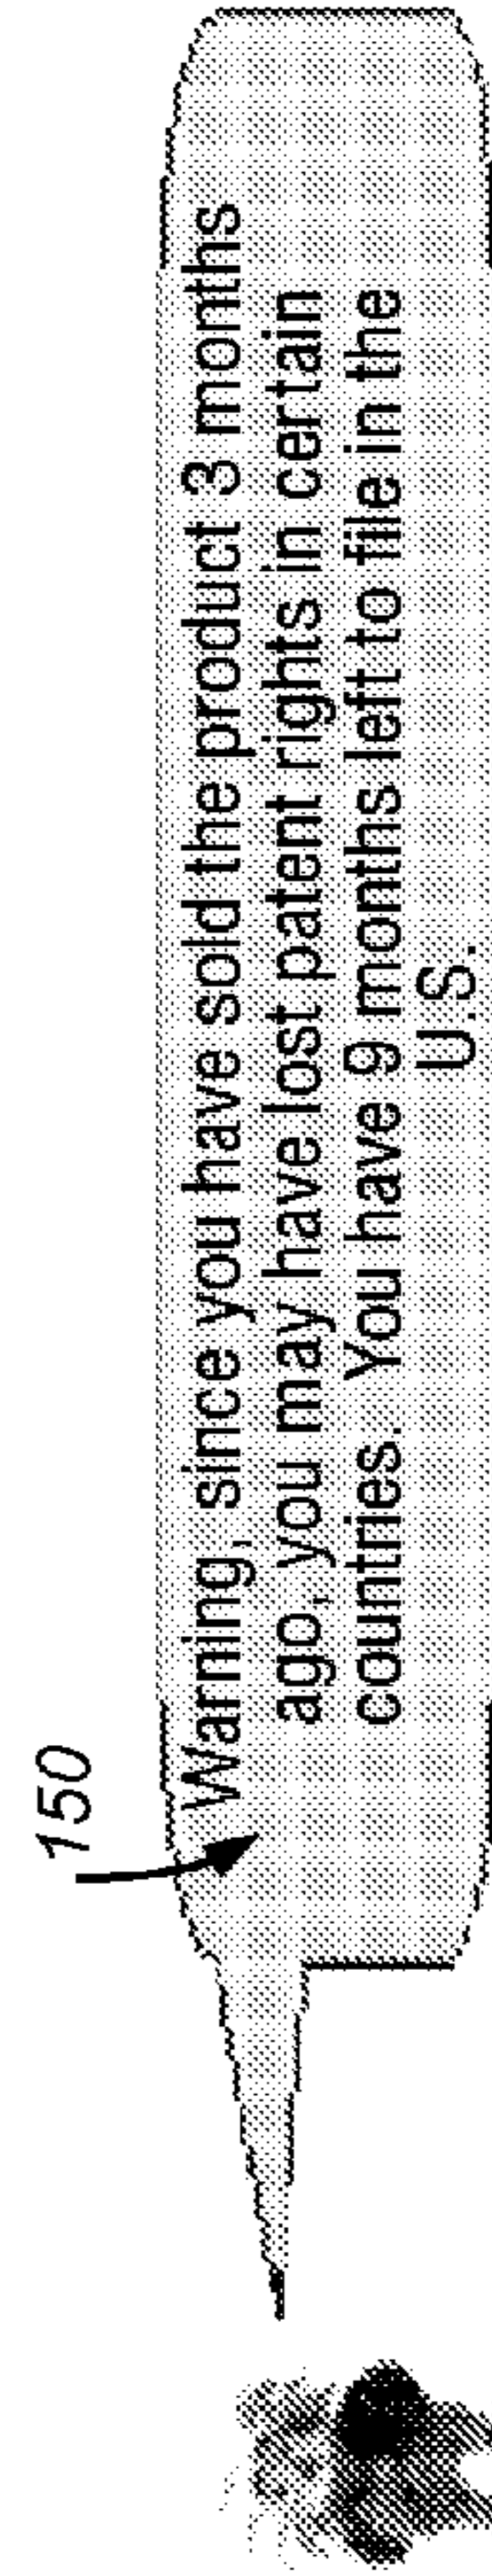 150
Warning, since you have sold the product 3 months
ago, you may have lost patent rights in certain
countries. You have 9 months left to file in the
U.S.